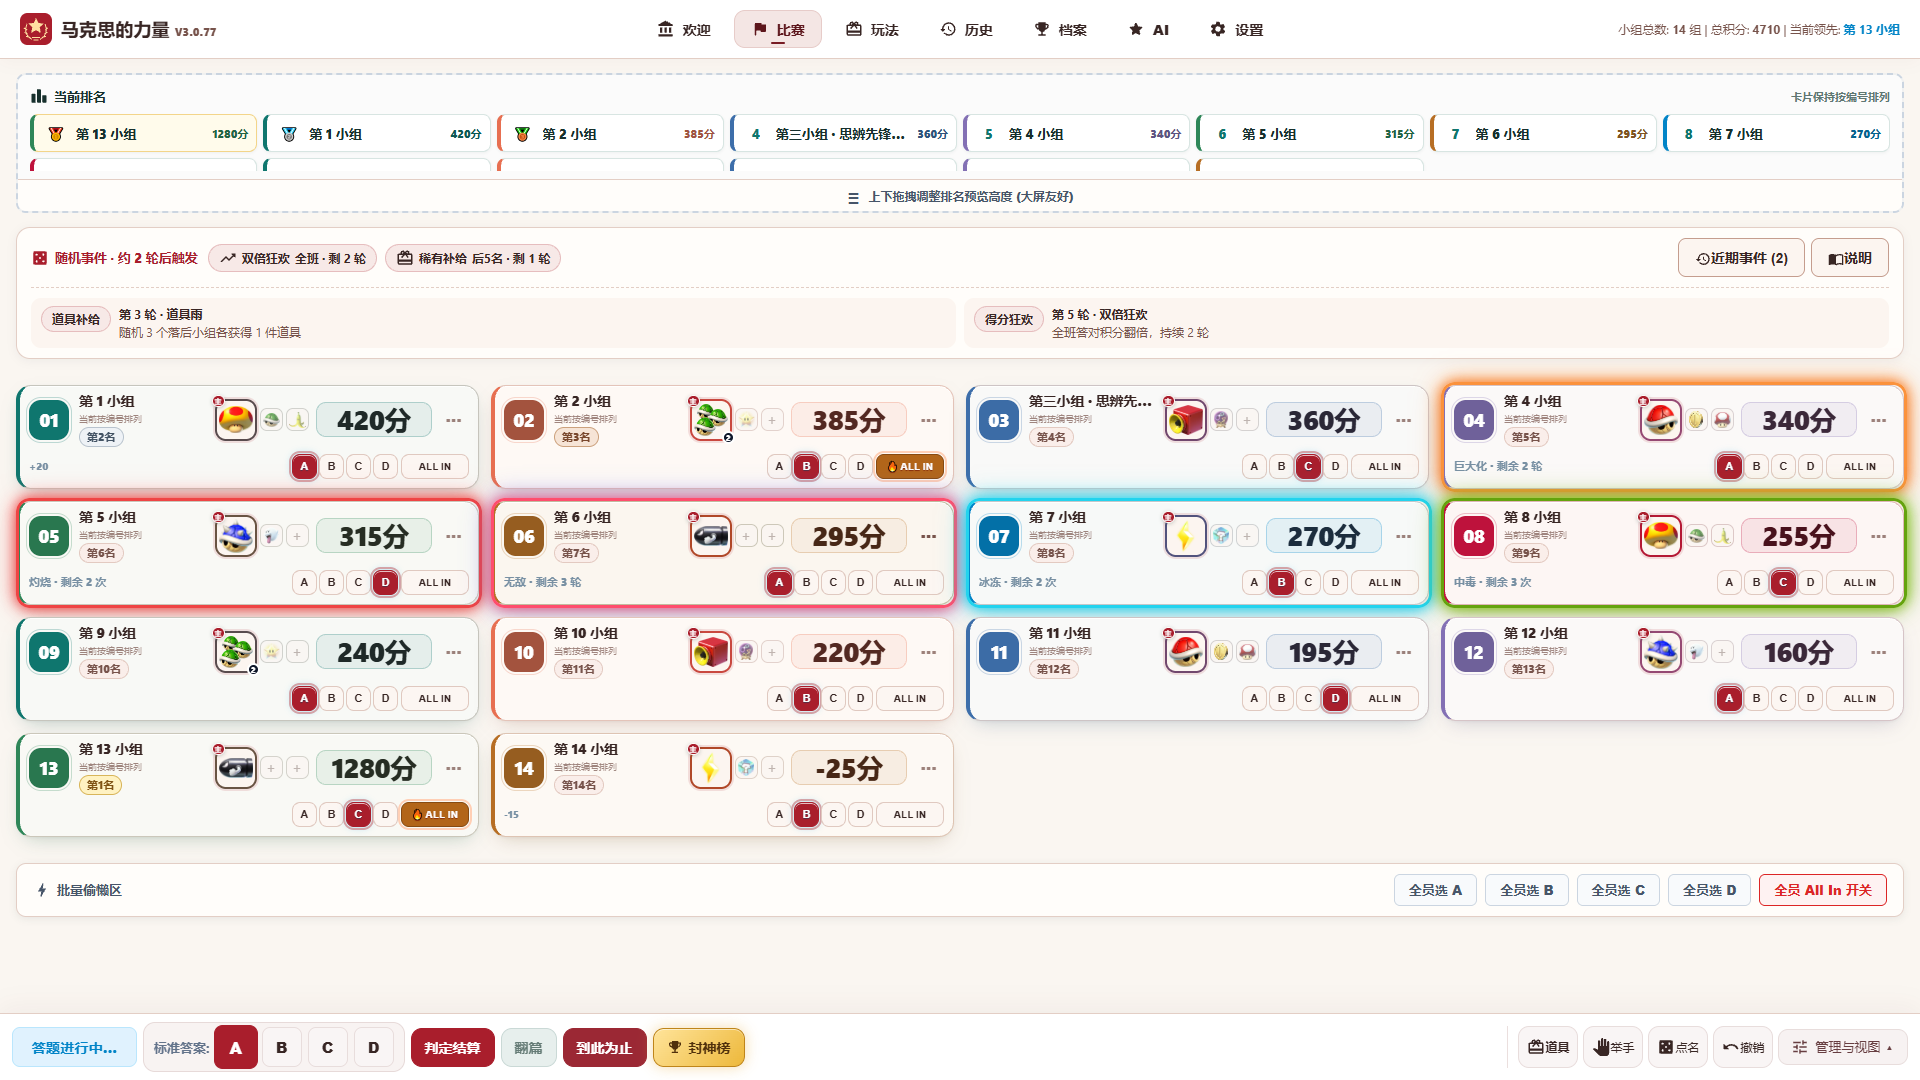 马克思的力量 V3.0.77
欢迎 比赛 玩法 历史 档案 AI 设置
小组总数: 14 组 | 总积分: 4710 | 当前领先: 第 13 小组
当前排名
卡片保持按编号排列
第 13 小组 1280分
第 1 小组 420分
第 2 小组 385分
4 第三小组 · 思辨先锋... 360分
5 第 4 小组 340分
6 第 5 小组 315分
7 第 6 小组 295分
8 第 7 小组 270分
上下拖拽调整排名预览高度 (大屏友好)
随机事件 · 约 2 轮后触发 双倍狂欢 全班 · 剩 2 轮 稀有补给 后5名 · 剩 1 轮
近期事件 (2) 说明
道具补给 第 3 轮 · 道具雨
随机 3 个落后小组各获得 1 件道具
得分狂欢 第 5 轮 · 双倍狂欢
全班答对积分翻倍，持续 2 轮
01 第 1 小组
当前按编号排列
第2名
420分
+20
A B C D ALL IN
02 第 2 小组
当前按编号排列
第3名
2
385分
A B C D ALL IN
03 第三小组 · 思辨先...
当前按编号排列
第4名
360分
A B C D ALL IN
04 第 4 小组
当前按编号排列
第5名
340分
巨大化 · 剩余 2 轮
A B C D ALL IN
05 第 5 小组
当前按编号排列
第6名
315分
灼烧 · 剩余 2 次
A B C D ALL IN
06 第 6 小组
当前按编号排列
第7名
295分
无敌 · 剩余 3 轮
A B C D ALL IN
07 第 7 小组
当前按编号排列
第8名
270分
冰冻 · 剩余 2 次
A B C D ALL IN
08 第 8 小组
当前按编号排列
第9名
255分
中毒 · 剩余 3 次
A B C D ALL IN
09 第 9 小组
当前按编号排列
第10名
2
240分
A B C D ALL IN
10 第 10 小组
当前按编号排列
第11名
220分
A B C D ALL IN
11 第 11 小组
当前按编号排列
第12名
195分
A B C D ALL IN
12 第 12 小组
当前按编号排列
第13名
160分
A B C D ALL IN
13 第 13 小组
当前按编号排列
第1名
1280分
A B C D ALL IN
14 第 14 小组
当前按编号排列
第14名
-25分
-15
A B C D ALL IN
批量偷懒区
全员选 A 全员选 B 全员选 C 全员选 D 全员 All In 开关
答题进行中... 标准答案: A B C D 判定结算 翻篇 到此为止 封神榜
道具 举手 点名 撤销 管理与视图